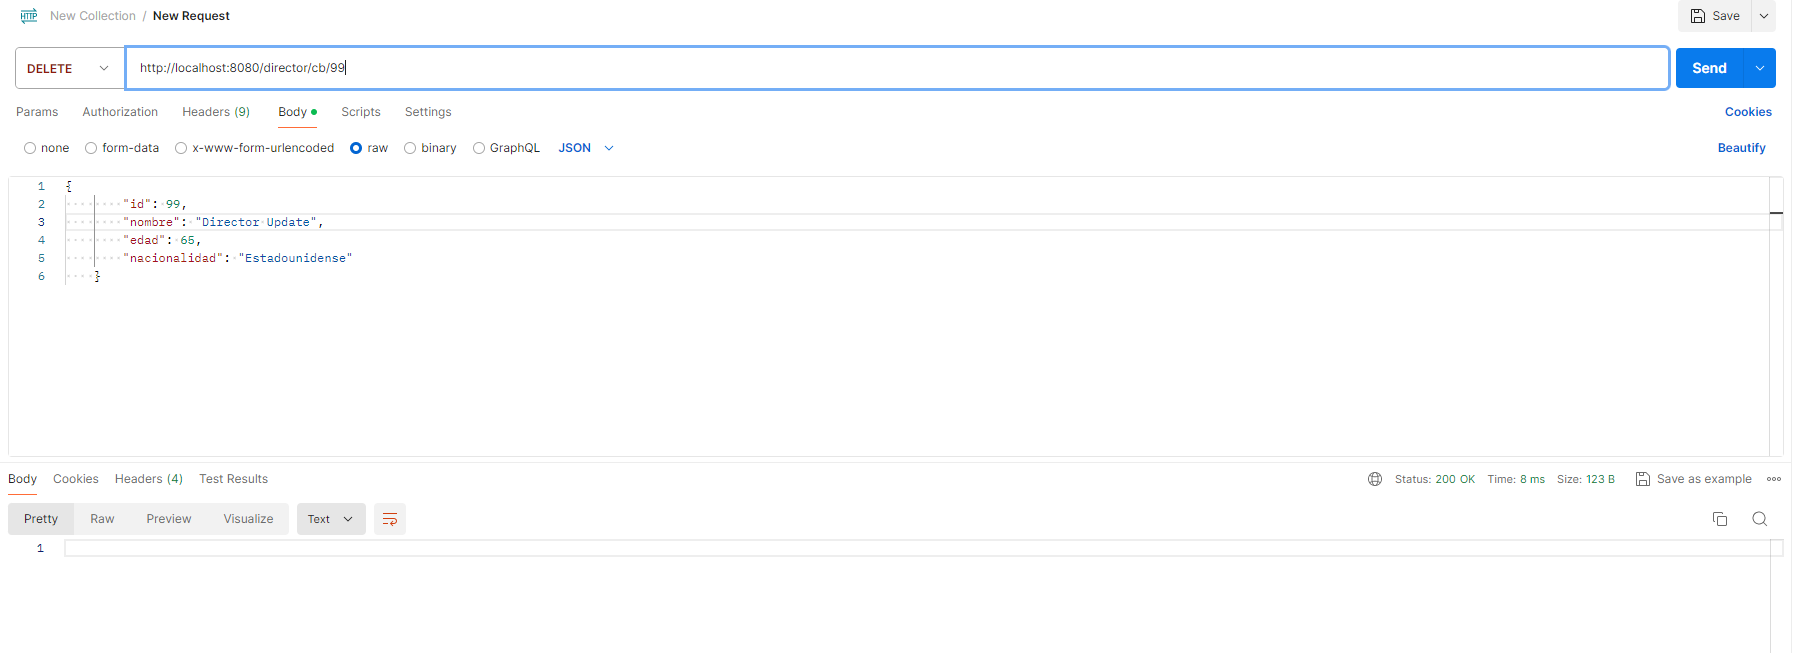 HTTP New Collection / New Request Save
DELETE http://localhost:8080/director/cb/99 Send
Params Authorization Headers (9) Body Scripts Settings Cookies
none form-data x-www-form-urlencoded raw binary GraphQL JSON Beautify
1 {
2 "id": 99,
3 "nombre": "Director Update",
4 "edad": 65,
5 "nacionalidad": "Estadounidense"
6 }
Body Cookies Headers (4) Test Results Status: 200 OK Time: 8 ms Size: 123 B Save as example
Pretty Raw Preview Visualize Text
1